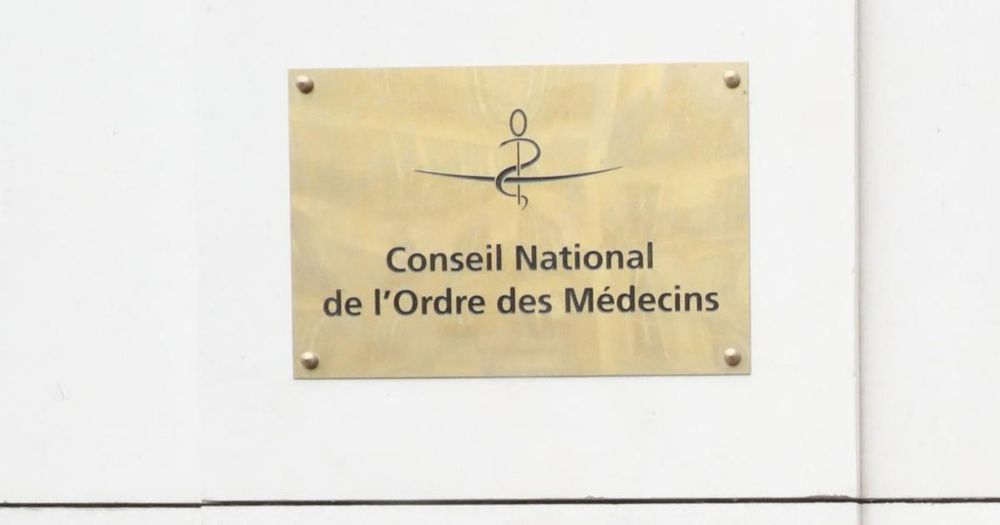 Conseil National
de l'Ordre des Médecins